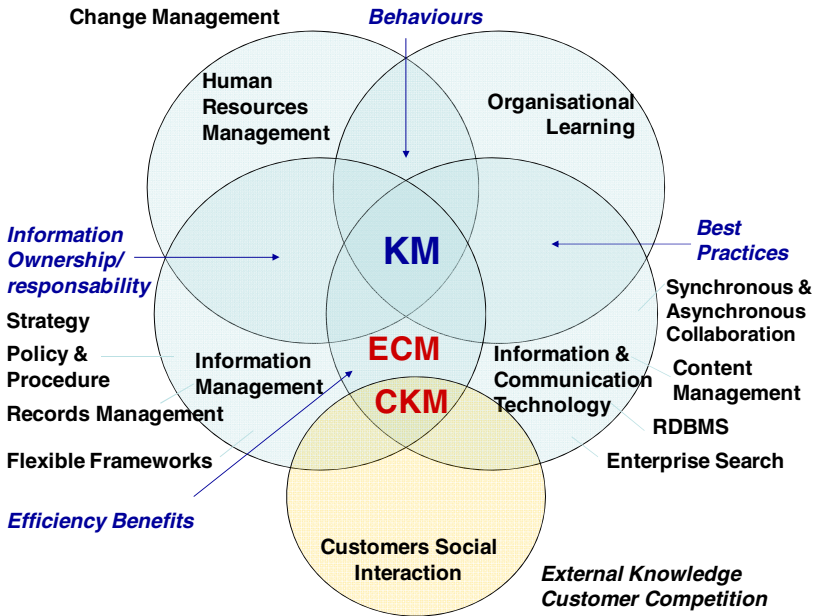 Change Management
Behaviours
Human
Resources
Management
Organisational
Learning
Information
Ownership/
responsability
KM
Best
Practices
Synchronous &
Asynchronous
Collaboration
Strategy
Policy &
Procedure
Records Management
Flexible Frameworks
Information
Management
ECM
CKM
Information &
Communication
Technology
Content
Management
RDBMS
Enterprise Search
Efficiency Benefits
Customers Social
Interaction
External Knowledge
Customer Competition